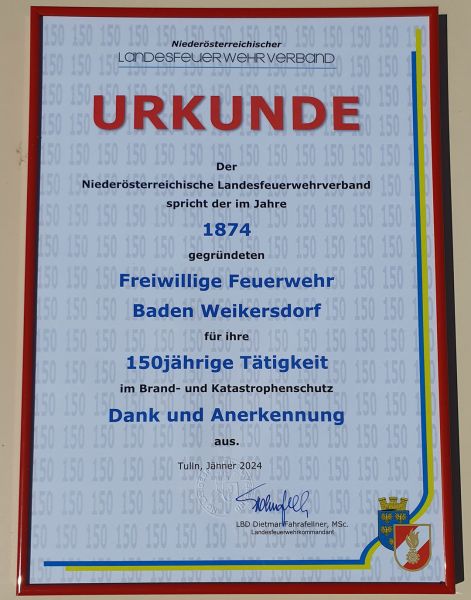 Niederösterreichischer
LANDESFEUERWEHRVERBAND
URKUNDE
Der
Niederösterreichische Landesfeuerwehrverband
spricht der im Jahre
1874
gegründeten
Freiwillige Feuerwehr
Baden Weikersdorf
für ihre
150jährige Tätigkeit
im Brand- und Katastrophenschutz
Dank und Anerkennung
aus.
Tulln, Jänner 2024
LBD Dietmar Fahrafellner, MSc.
Landesfeuerwehrkommandant